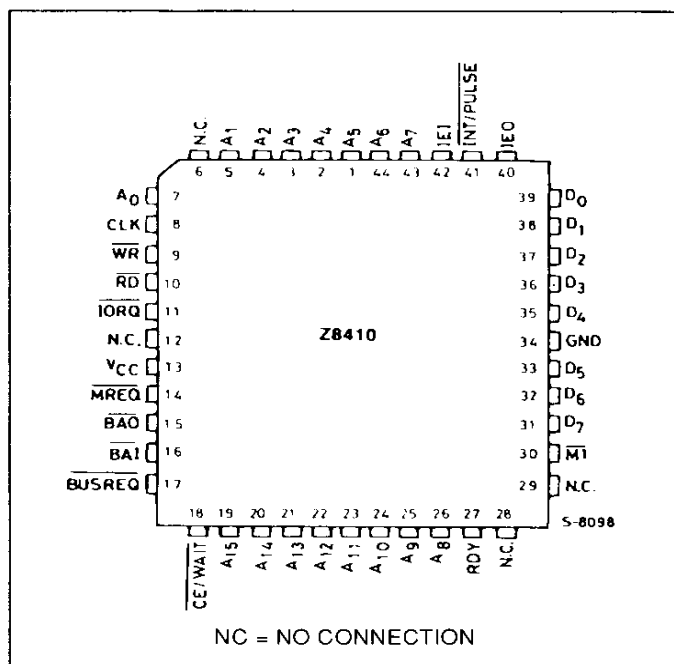 N.C. A1 A2 A3 A4 A5 A6 A7 IEI INT/PULSE IEO
6 5 4 3 2 1 44 43 42 41 40
A0 7
CLK 8
WR 9
RD 10
IORQ 11
N.C. 12
VCC 13
MREQ 14
BAO 15
BAI 16
BUSREQ 17
Z8410
39 D0
38 D1
37 D2
36 D3
35 D4
34 GND
33 D5
32 D6
31 D7
30 M1
29 N.C.
18 19 20 21 22 23 24 25 26 27 28
S-8098
CE/WAIT A15 A14 A13 A12 A11 A10 A9 A8 RDY N.C.
NC = NO CONNECTION